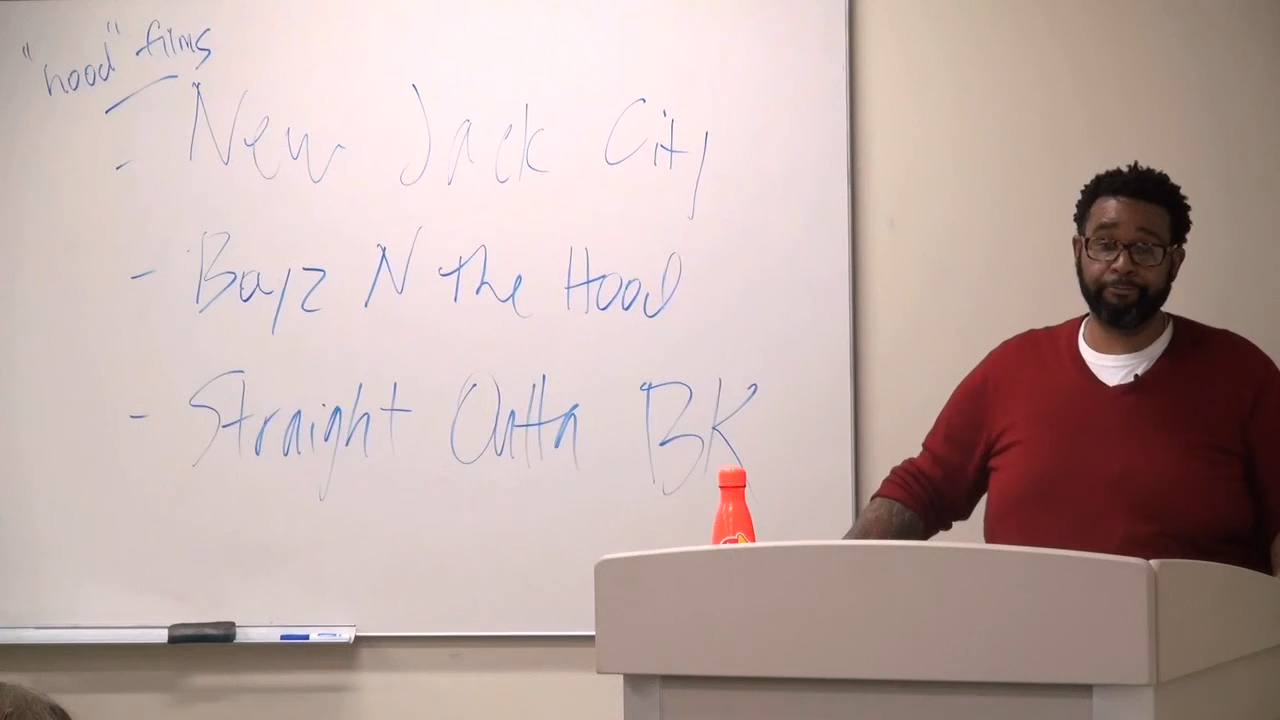 "hood" films
- New Jack City
- Boyz N the Hood
- Straight Outta BK